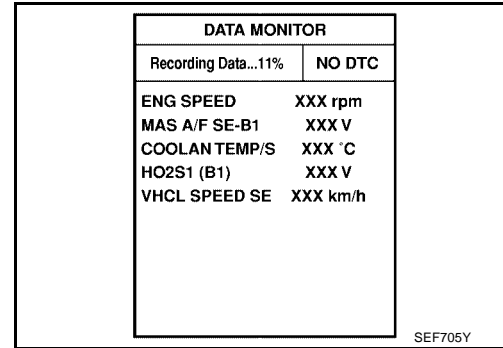 DATA MONITOR
Recording Data...11% NO DTC
ENG SPEED XXX rpm
MAS A/F SE-B1 XXX V
COOLAN TEMP/S XXX °C
HO2S1 (B1) XXX V
VHCL SPEED SE XXX km/h
SEF705Y